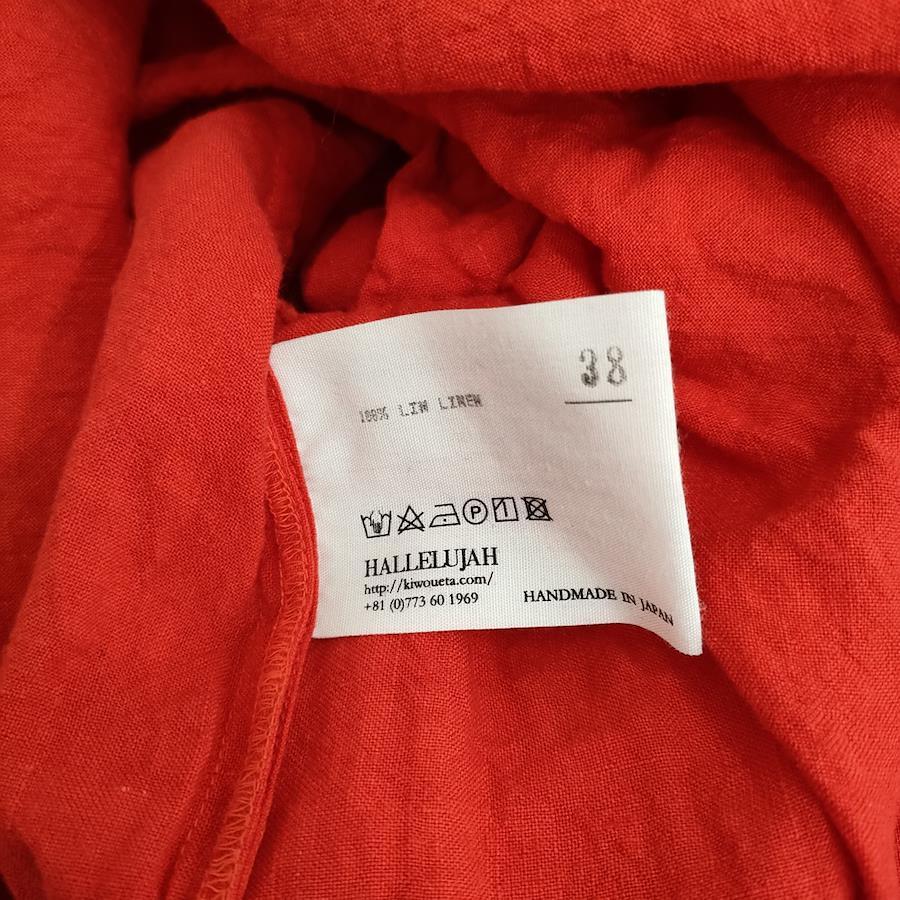 38
100% LIN LINEN
P
HALLELUJAH
http://kiwoueta.com/
+81 (0)773 60 1969
HANDMADE IN JAPAN